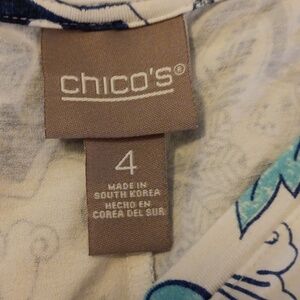 chico's®
4
MADE IN
SOUTH KOREA
HECHO EN
COREA DEL SUR